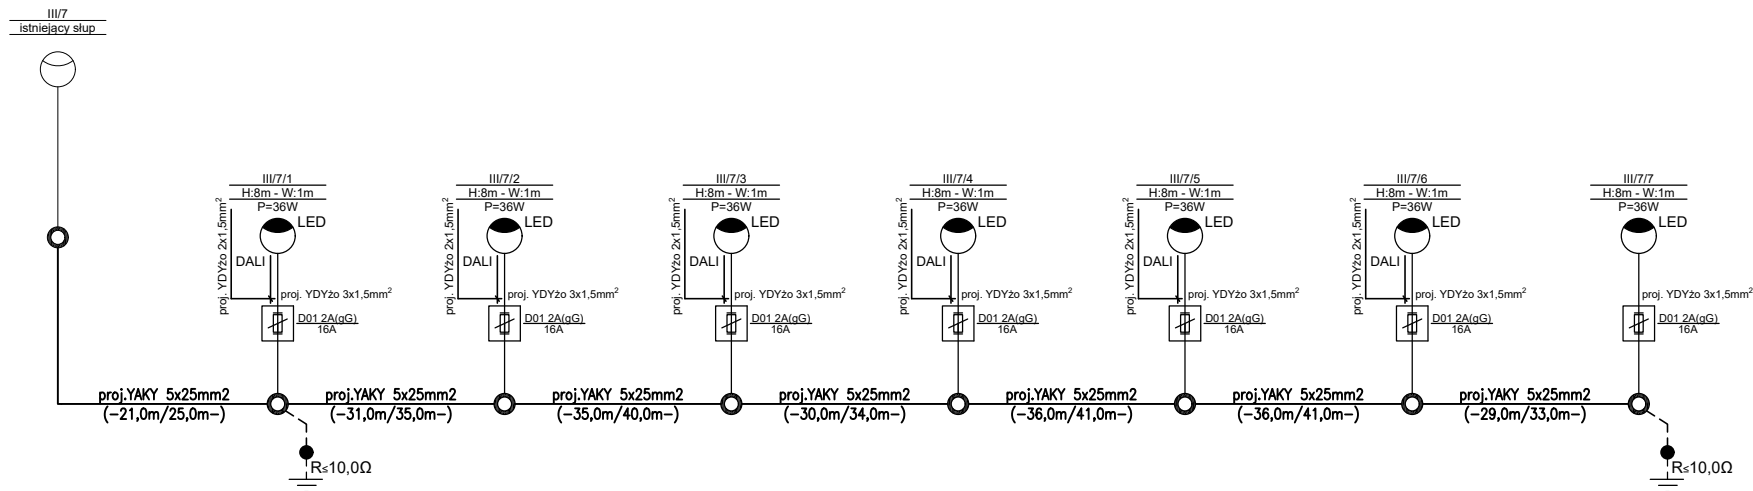 III/7
istniejący słup
III/7/1
H:8m - W:1m
P=36W
LED
proj. YDYżo 2x1,5mm²
DALI
proj. YDYżo 3x1,5mm²
D01 2A(gG)
16A
III/7/2
H:8m - W:1m
P=36W
LED
proj. YDYżo 2x1,5mm²
DALI
proj. YDYżo 3x1,5mm²
D01 2A(gG)
16A
III/7/3
H:8m - W:1m
P=36W
LED
proj. YDYżo 2x1,5mm²
DALI
proj. YDYżo 3x1,5mm²
D01 2A(gG)
16A
III/7/4
H:8m - W:1m
P=36W
LED
proj. YDYżo 2x1,5mm²
DALI
proj. YDYżo 3x1,5mm²
D01 2A(gG)
16A
III/7/5
H:8m - W:1m
P=36W
LED
proj. YDYżo 2x1,5mm²
DALI
proj. YDYżo 3x1,5mm²
D01 2A(gG)
16A
III/7/6
H:8m - W:1m
P=36W
LED
proj. YDYżo 2x1,5mm²
DALI
proj. YDYżo 3x1,5mm²
D01 2A(gG)
16A
III/7/7
H:8m - W:1m
P=36W
LED
proj. YDYżo 3x1,5mm²
D01 2A(gG)
16A
proj.YAKY 5x25mm2
(-21,0m/25,0m-)
proj.YAKY 5x25mm2
(-31,0m/35,0m-)
proj.YAKY 5x25mm2
(-35,0m/40,0m-)
proj.YAKY 5x25mm2
(-30,0m/34,0m-)
proj.YAKY 5x25mm2
(-36,0m/41,0m-)
proj.YAKY 5x25mm2
(-36,0m/41,0m-)
proj.YAKY 5x25mm2
(-29,0m/33,0m-)
R≤10,0Ω
R≤10,0Ω